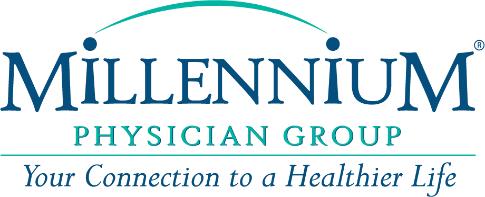 MiLLENNiUM®
PHYSICIAN GROUP
Your Connection to a Healthier Life